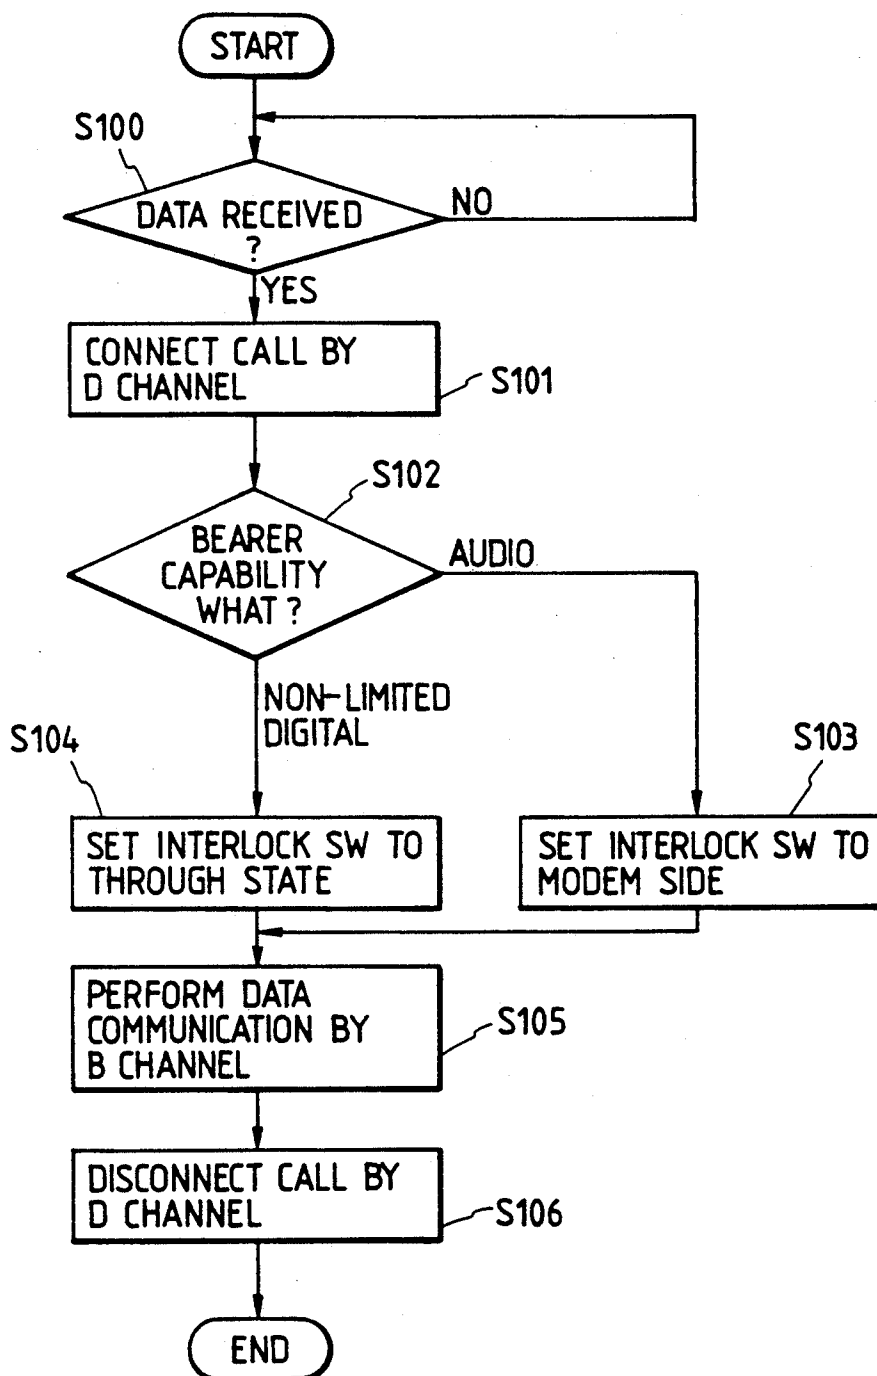 START
S100
DATA RECEIVED
?
NO
YES
CONNECT CALL BY
D CHANNEL
S101
S102
BEARER
CAPABILITY
WHAT ?
AUDIO
NON-LIMITED
DIGITAL
S104
S103
SET INTERLOCK SW TO
THROUGH STATE
SET INTERLOCK SW TO
MODEM SIDE
PERFORM DATA
COMMUNICATION BY
B CHANNEL
S105
DISCONNECT CALL BY
D CHANNEL
S106
END